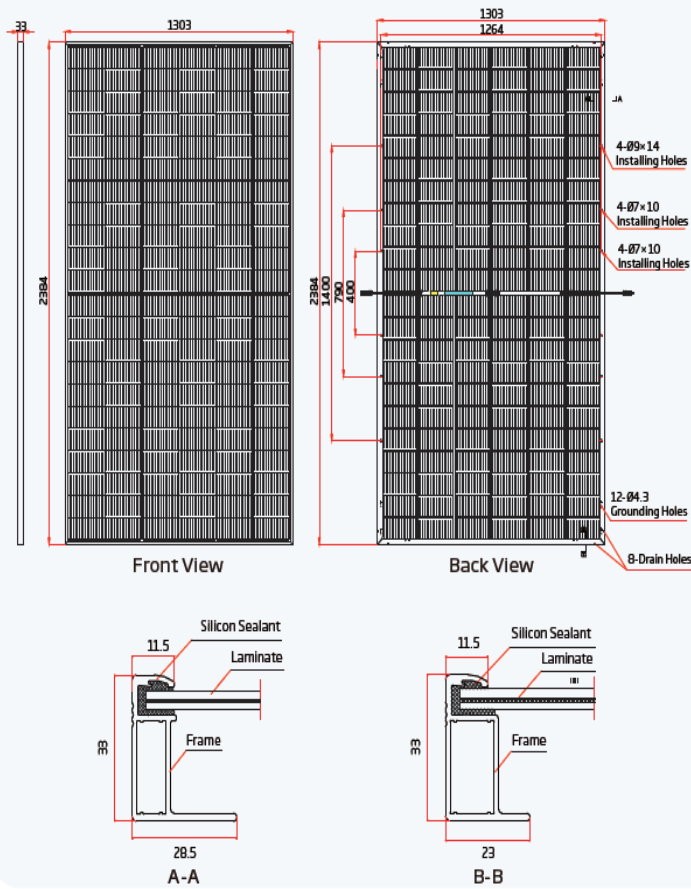 33
1303
1303
1264
A
4-Ø9×14
Installing Holes
4-Ø7×10
Installing Holes
4-Ø7×10
Installing Holes
2384
2384
1400
790
400
12-Ø4.3
Grounding Holes
8-Drain Holes
Front View
Back View
11.5
Silicon Sealant
Laminate
33
Frame
28.5
A-A
11.5
Silicon Sealant
Laminate
33
Frame
23
B-B